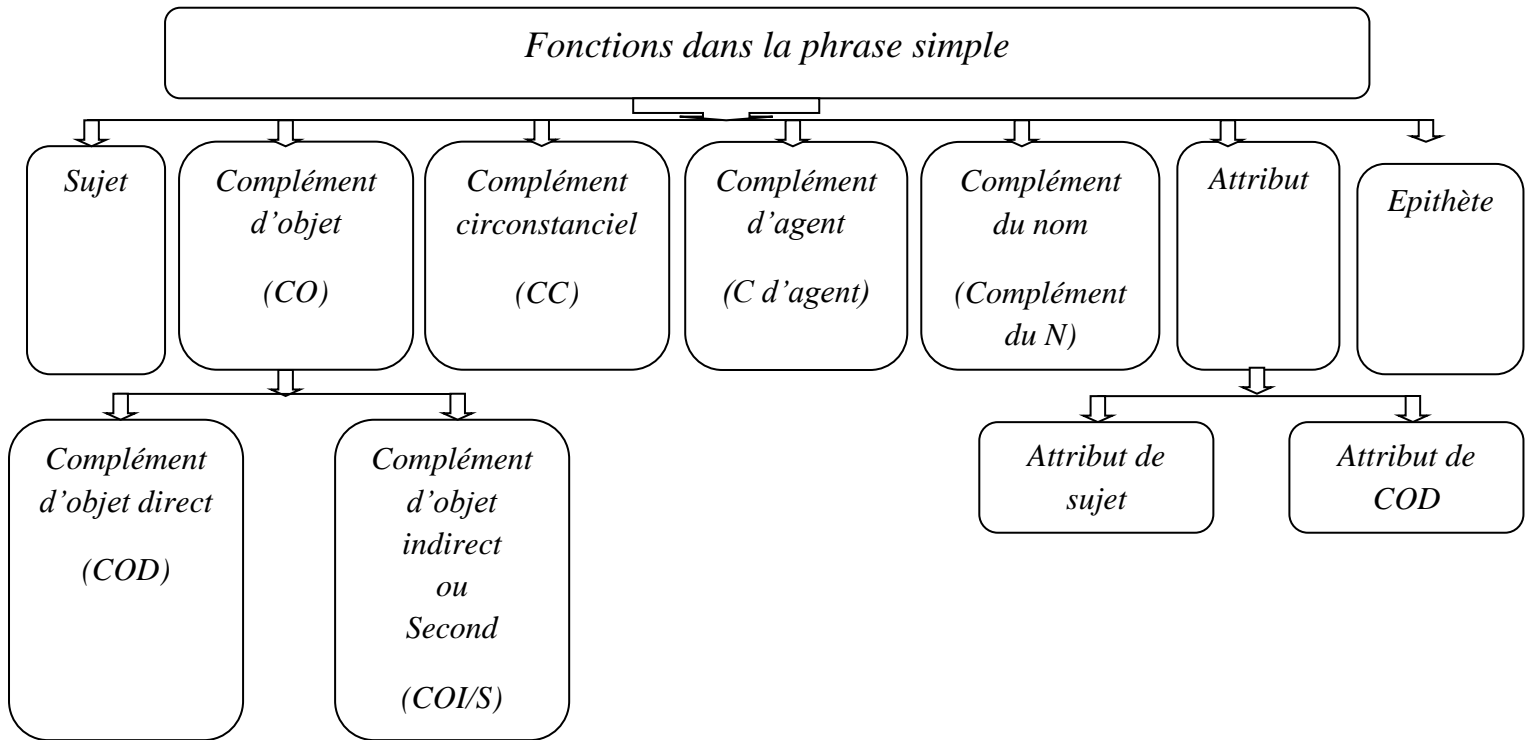 Fonctions dans la phrase simple
Sujet
Complément
d’objet
(CO)
Complément
circonstanciel
(CC)
Complément
d’agent
(C d’agent)
Complément
du nom
(Complément
du N)
Attribut
Epithète
Complément
d’objet direct
(COD)
Complément
d’objet
indirect
ou
Second
(COI/S)
Attribut de
sujet
Attribut de
COD